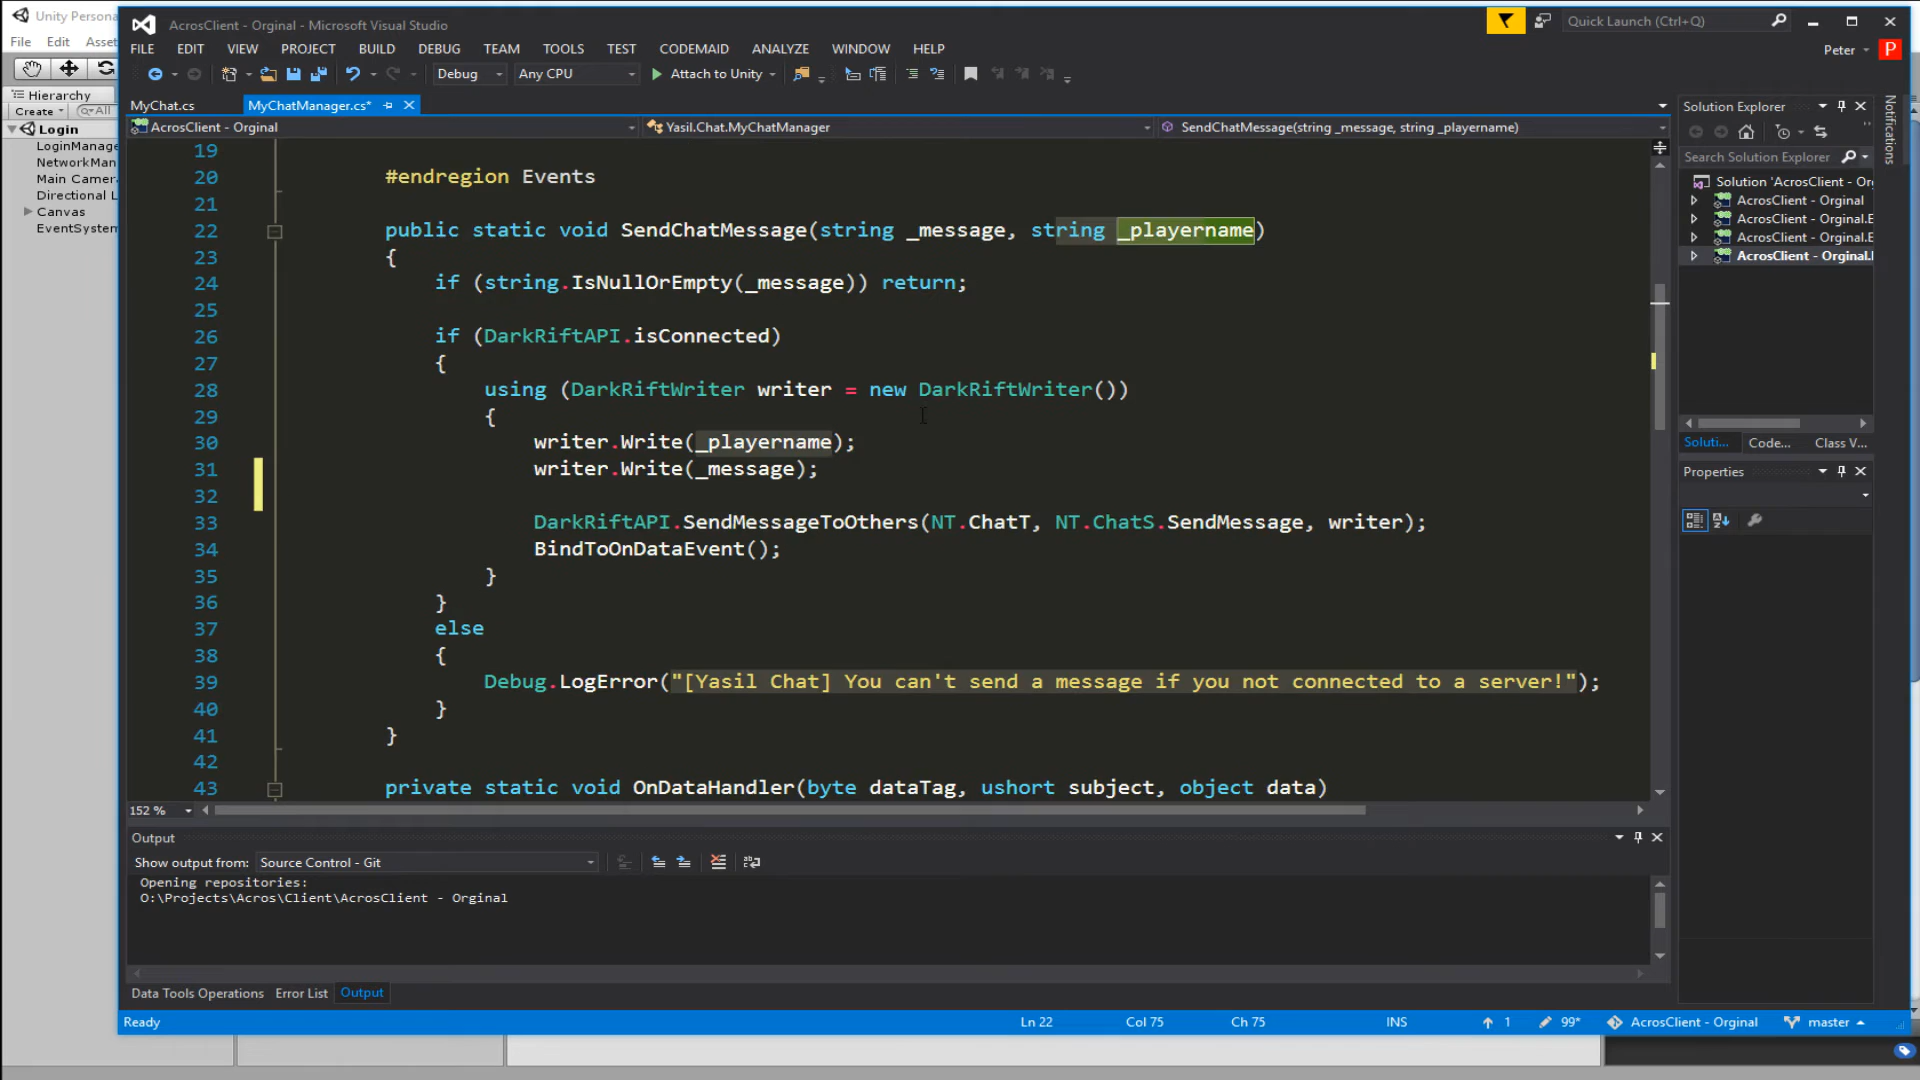 Unity Persona
File Edit Asset
Hierarchy
Create All
Login
LoginManage
NetworkMan
Main Camera
Directional L
Canvas
EventSystem
AcrosClient - Orginal - Microsoft Visual Studio
Quick Launch (Ctrl+Q)
FILE EDIT VIEW PROJECT BUILD DEBUG TEAM TOOLS TEST CODEMAID ANALYZE WINDOW HELP
Peter P
Debug Any CPU Attach to Unity
MyChat.cs MyChatManager.cs*
AcrosClient - Orginal Yasil.Chat.MyChatManager SendChatMessage(string _message, string _playername)
19
20 #endregion Events
21
22 public static void SendChatMessage(string _message, string _playername)
23 {
24 if (string.IsNullOrEmpty(_message)) return;
25
26 if (DarkRiftAPI.isConnected)
27 {
28 using (DarkRiftWriter writer = new DarkRiftWriter())
29 {
30 writer.Write(_playername);
31 writer.Write(_message);
32
33 DarkRiftAPI.SendMessageToOthers(NT.ChatT, NT.ChatS.SendMessage, writer);
34 BindToOnDataEvent();
35 }
36 }
37 else
38 {
39 Debug.LogError("[Yasil Chat] You can't send a message if you not connected to a server!");
40 }
41 }
42
43 private static void OnDataHandler(byte dataTag, ushort subject, object data)
152 %
Output
Show output from: Source Control - Git
Opening repositories:
O:\Projects\Acros\Client\AcrosClient - Orginal
Data Tools Operations Error List Output
Ready Ln 22 Col 75 Ch 75 INS 1 99* AcrosClient - Orginal master
Solution Explorer
Search Solution Explorer
Solution 'AcrosClient - Or
AcrosClient - Orginal
AcrosClient - Orginal.E
AcrosClient - Orginal.E
AcrosClient - Orginal.
Soluti... Code... Class V...
Properties
Notifications